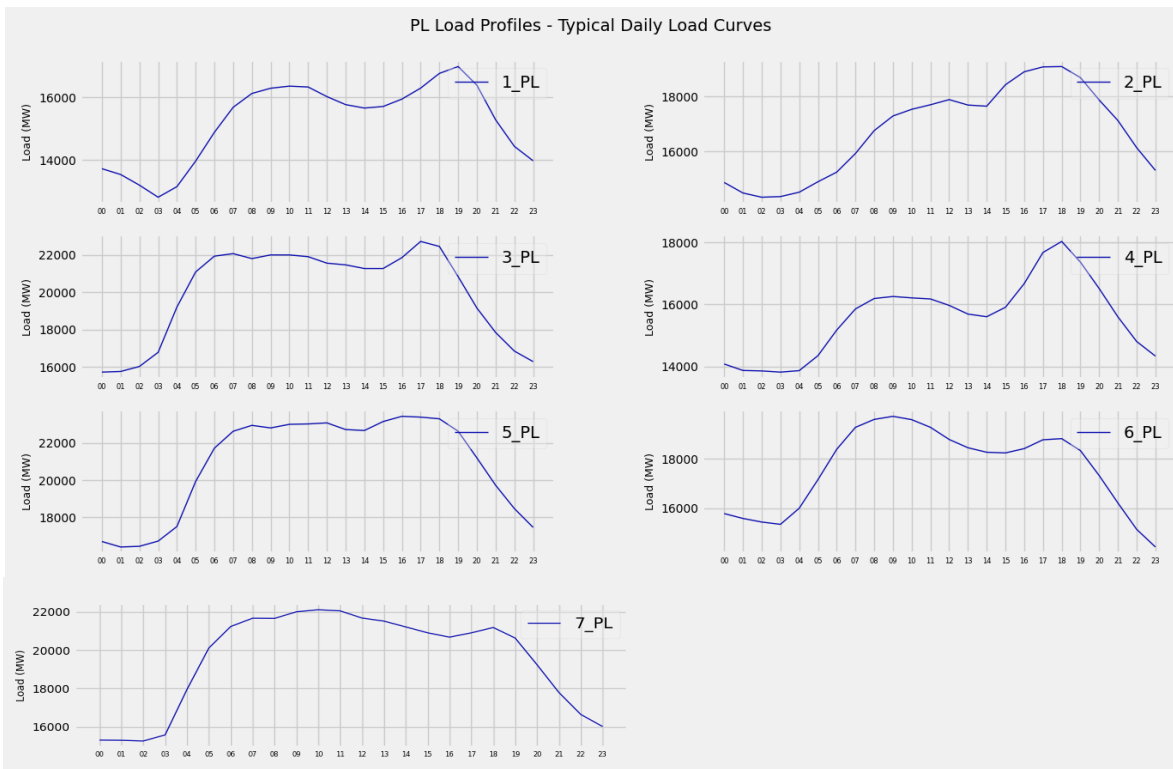 PL Load Profiles - Typical Daily Load Curves
Load (MW)
16000
14000
1_PL
00 01 02 03 04 05 06 07 08 09 10 11 12 13 14 15 16 17 18 19 20 21 22 23
Load (MW)
18000
16000
2_PL
00 01 02 03 04 05 06 07 08 09 10 11 12 13 14 15 16 17 18 19 20 21 22 23
Load (MW)
22000
20000
18000
16000
3_PL
00 01 02 03 04 05 06 07 08 09 10 11 12 13 14 15 16 17 18 19 20 21 22 23
Load (MW)
18000
16000
14000
4_PL
00 01 02 03 04 05 06 07 08 09 10 11 12 13 14 15 16 17 18 19 20 21 22 23
Load (MW)
22000
20000
18000
5_PL
00 01 02 03 04 05 06 07 08 09 10 11 12 13 14 15 16 17 18 19 20 21 22 23
Load (MW)
18000
16000
6_PL
00 01 02 03 04 05 06 07 08 09 10 11 12 13 14 15 16 17 18 19 20 21 22 23
Load (MW)
22000
20000
18000
16000
7_PL
00 01 02 03 04 05 06 07 08 09 10 11 12 13 14 15 16 17 18 19 20 21 22 23